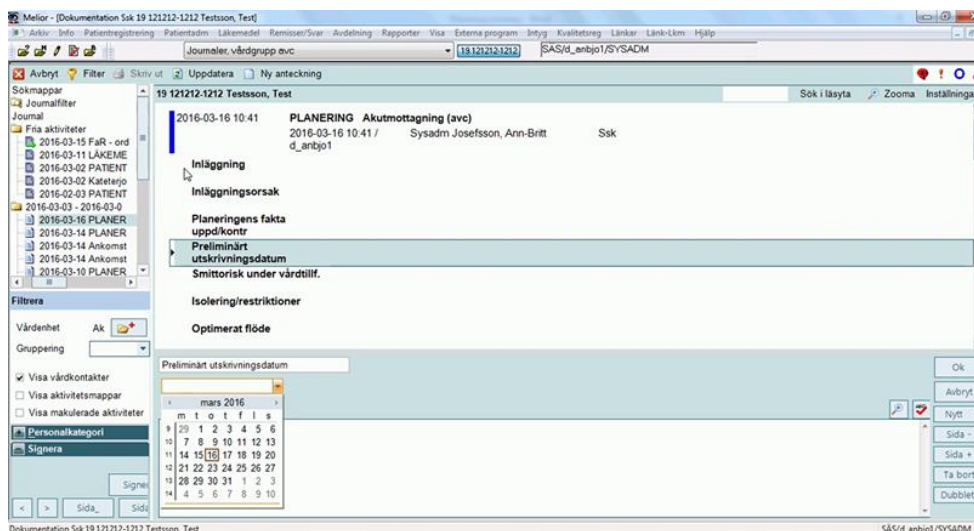 Melior - [Dokumentation Ssk 19 121212-1212 Testsson, Test]
Arkiv Info Patientregistrering Patientadm Läkemedel Remisser/Svar Avdelning Rapporter Visa Externa program Intyg Kvalitetsreg Länkar Länk-Lkm Hjälp
Journaler, vårdgrupp avc 19 121212-1212 SÄS/d_anbjo1/SYSADM
Avbryt Filter Skriv ut Uppdatera Ny anteckning
Sökmappar
Journalfilter
Journal
Fria aktiviteter
2016-03-15 FaR - ord
2016-03-11 LÄKEME
2016-03-02 PATIENT
2016-03-02 Kateterjo
2016-02-03 PATIENT
2016-03-03 - 2016-03-0
2016-03-16 PLANER
2016-03-14 PLANER
2016-03-14 Ankomst
2016-03-14 Ankomst
2016-03-10 PLANER
Filtrera
Vårdenhet Ak
Gruppering
Visa vårdkontakter
Visa aktivitetsmappar
Visa makulerade aktiviteter
Personalkategori
Signera
Signer
< > Sida_ Sida
19 121212-1212 Testsson, Test Sök i läsyta Zooma Inställninga
2016-03-16 10:41 PLANERING Akutmottagning (avc)
2016-03-16 10:41 / Sysadm Josefsson, Ann-Britt Ssk
d_anbjo1
Inläggning
Inläggningsorsak
Planeringens fakta
uppd/kontr
Preliminärt
utskrivningsdatum
Smittorisk under vårdtillf.
Isolering/restriktioner
Optimerat flöde
Preliminärt utskrivningsdatum
mars 2016
m t o t f l s
9 29 1 2 3 4 5 6
10 7 8 9 10 11 12 13
11 14 15 16 17 18 19 20
12 21 22 23 24 25 26 27
13 28 29 30 31 1 2 3
14 4 5 6 7 8 9 10
Ok
Avbryt
Nytt
Sida -
Sida +
Ta bort
Dubblet
Dokumentation Ssk 19 121212-1212 Testsson, Test SÄS/d_anbjo1/SYSADM